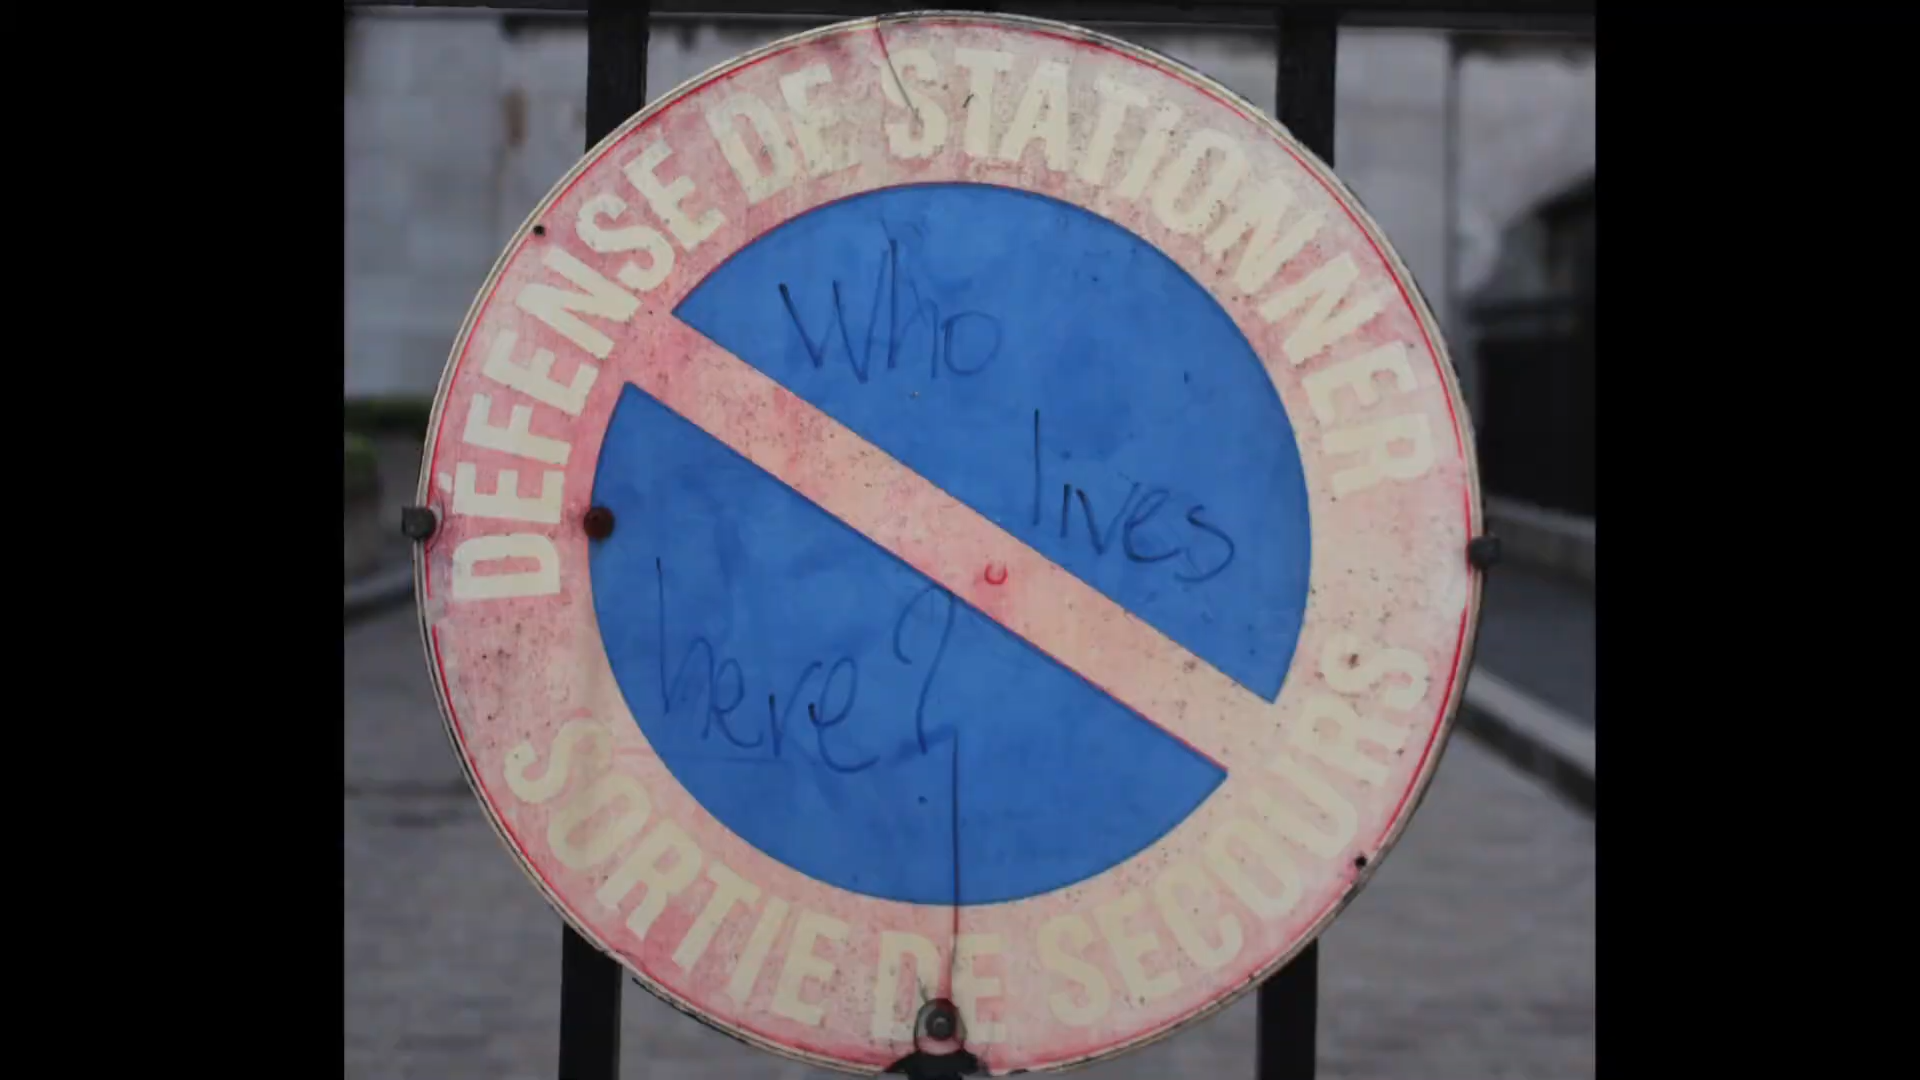 DÉFENSE DE STATIONNER
Who
lives
here?
SORTIE DE SECOURS